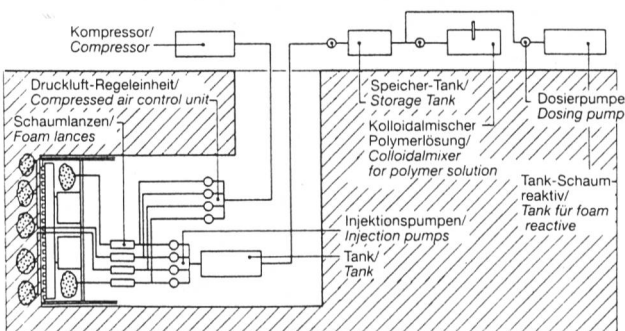 Kompressor/
Compressor
Druckluft-Regeleinheit/
Compressed air control unit
Schaumlanzen/
Foam lances
Speicher-Tank/
Storage Tank
Kolloidalmischer
Polymerlösung/
Colloidalmixer
for polymer solution
Dosierpumpe
Dosing pump
Tank-Schaum-
reaktiv/
Tank für foam
reactive
Injektionspumpen/
Injection pumps
Tank/
Tank